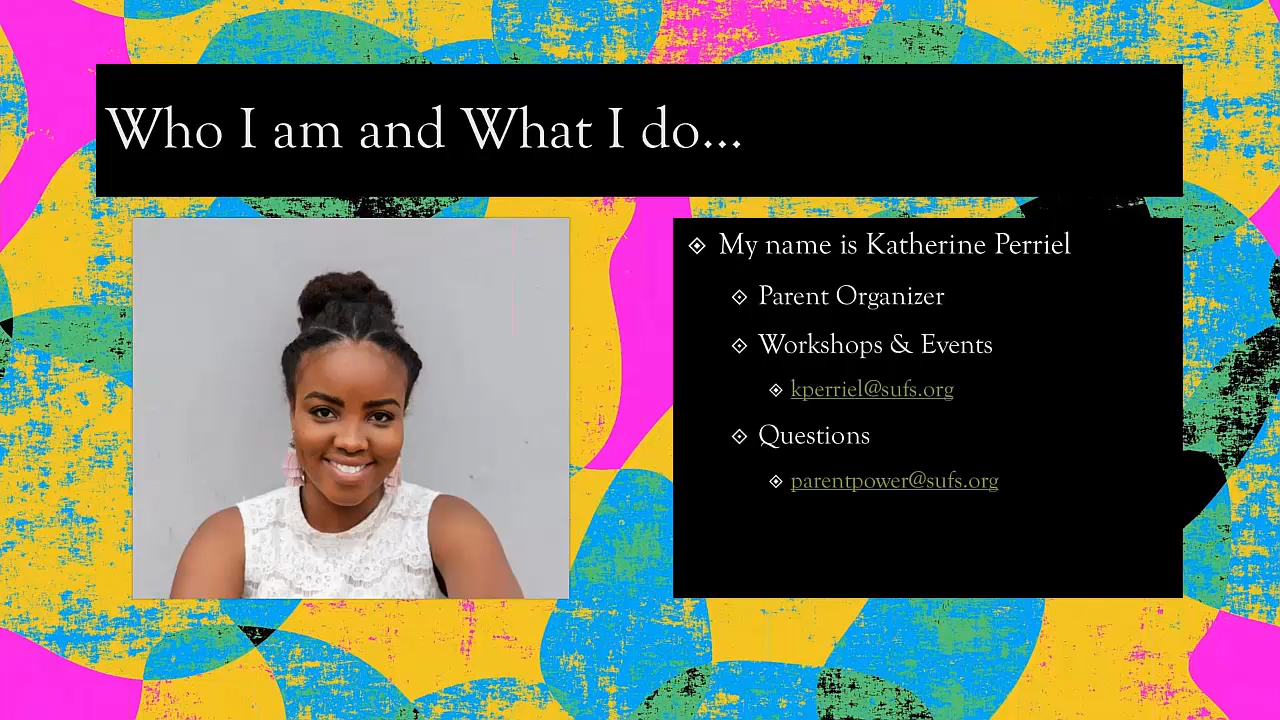 Who I am and What I do...
My name is Katherine Perriel
Parent Organizer
Workshops & Events
kperriel@sufs.org
Questions
parentpower@sufs.org